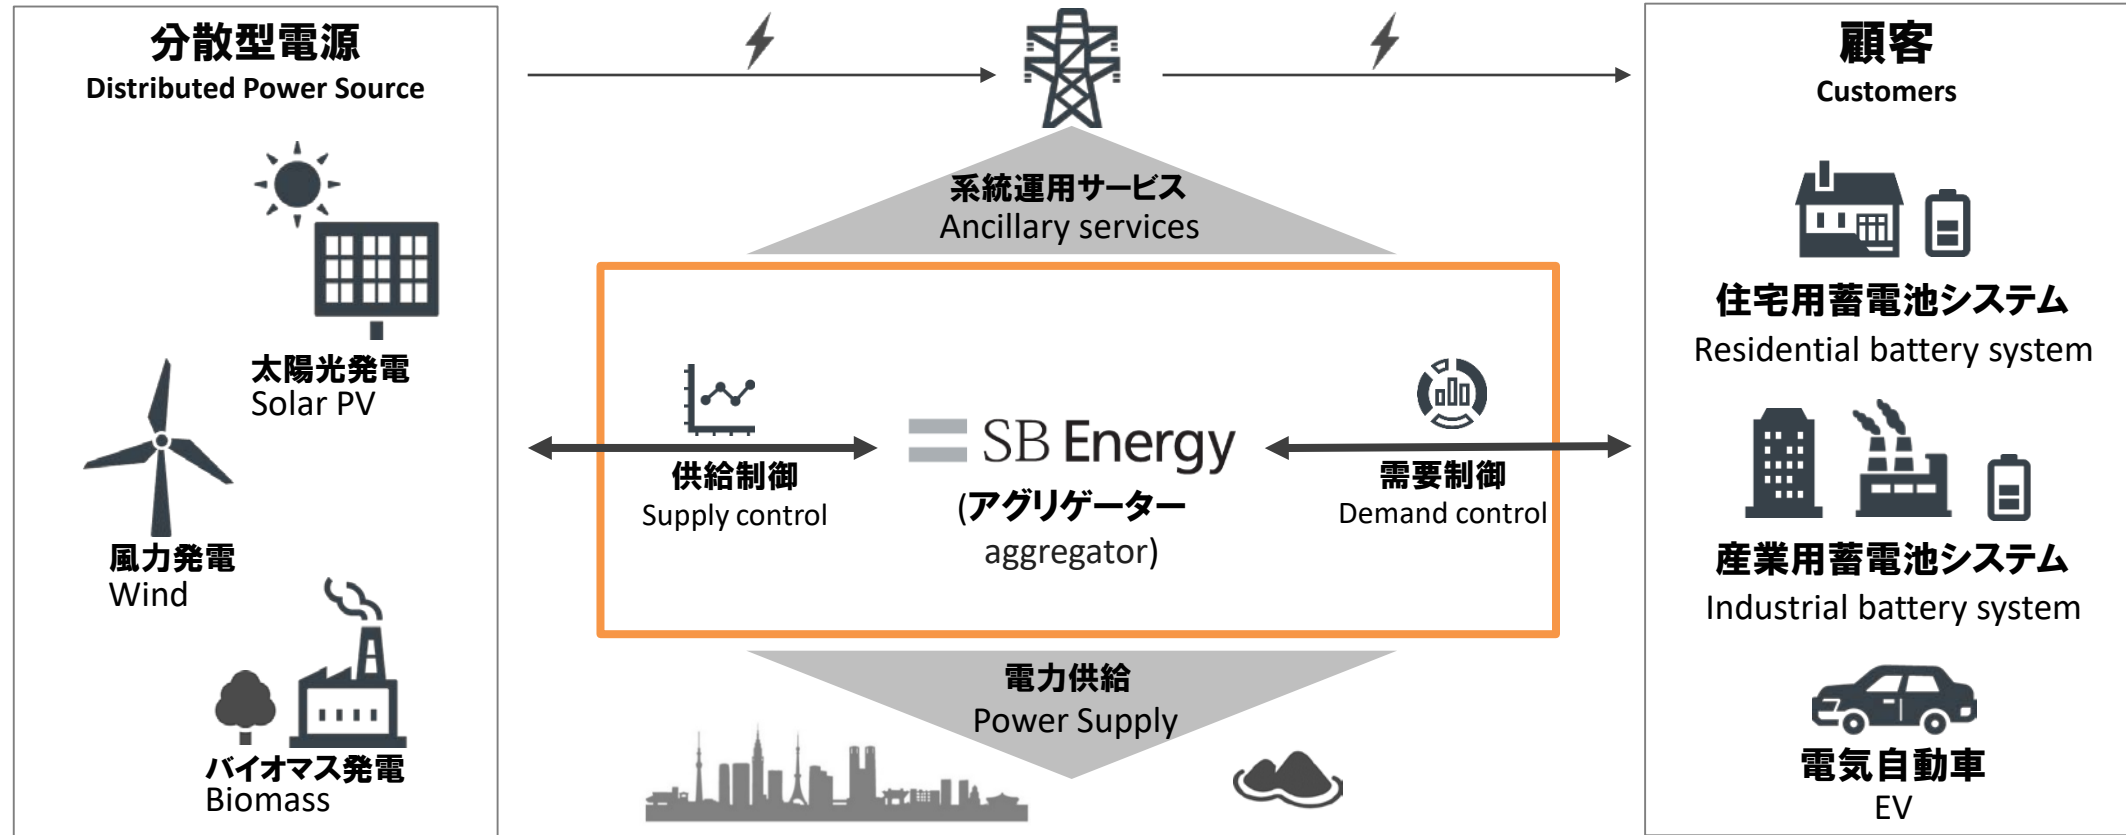 分散型電源
Distributed Power Source
太陽光発電
Solar PV
風力発電
Wind
バイオマス発電
Biomass
系統運用サービス
Ancillary services
供給制御
Supply control
SB Energy
(アグリゲーター
aggregator)
需要制御
Demand control
電力供給
Power Supply
顧客
Customers
住宅用蓄電池システム
Residential battery system
産業用蓄電池システム
Industrial battery system
電気自動車
EV